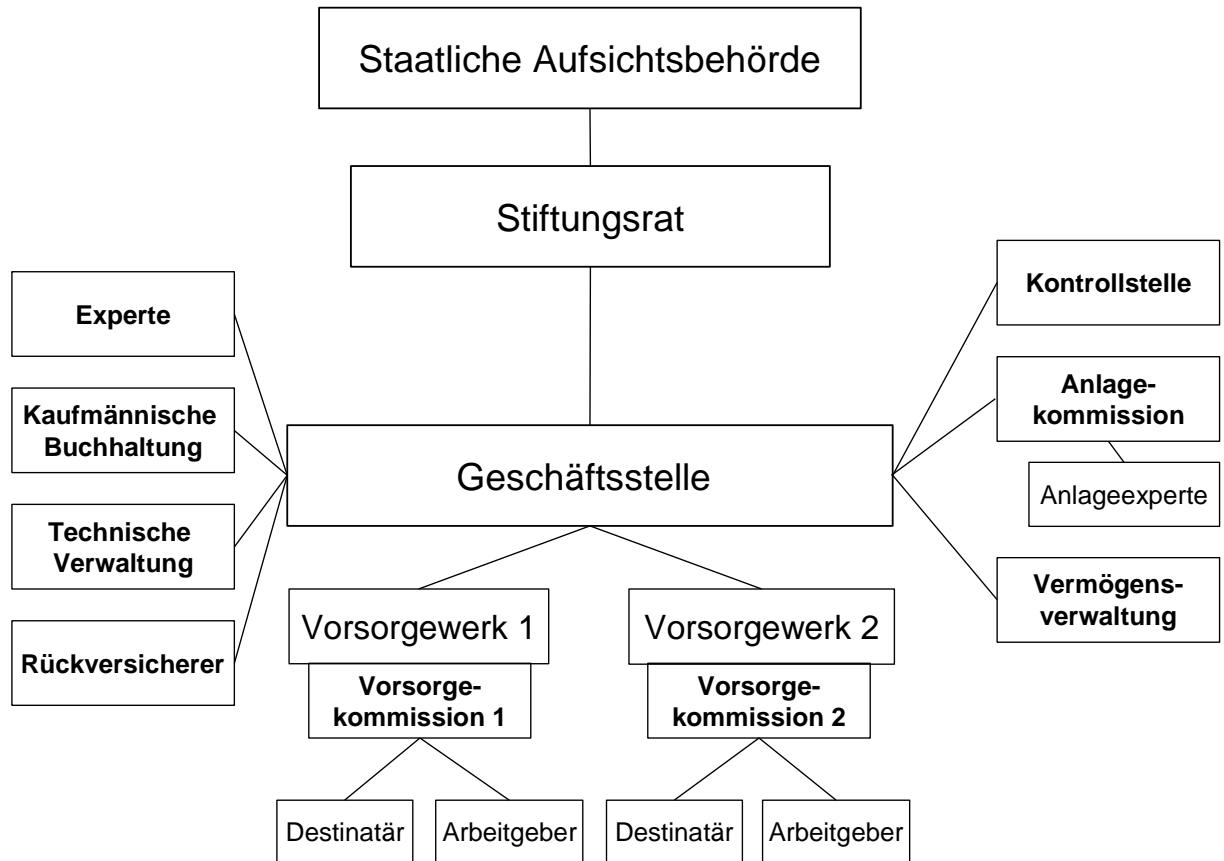 Staatliche Aufsichtsbehörde
Stiftungsrat
Experte
Kaufmännische
Buchhaltung
Technische
Verwaltung
Rückversicherer
Geschäftsstelle
Kontrollstelle
Anlage-
kommission
Anlageexperte
Vermögens-
verwaltung
Vorsorgewerk 1
Vorsorge-
kommission 1
Destinatär
Arbeitgeber
Vorsorgewerk 2
Vorsorge-
kommission 2
Destinatär
Arbeitgeber